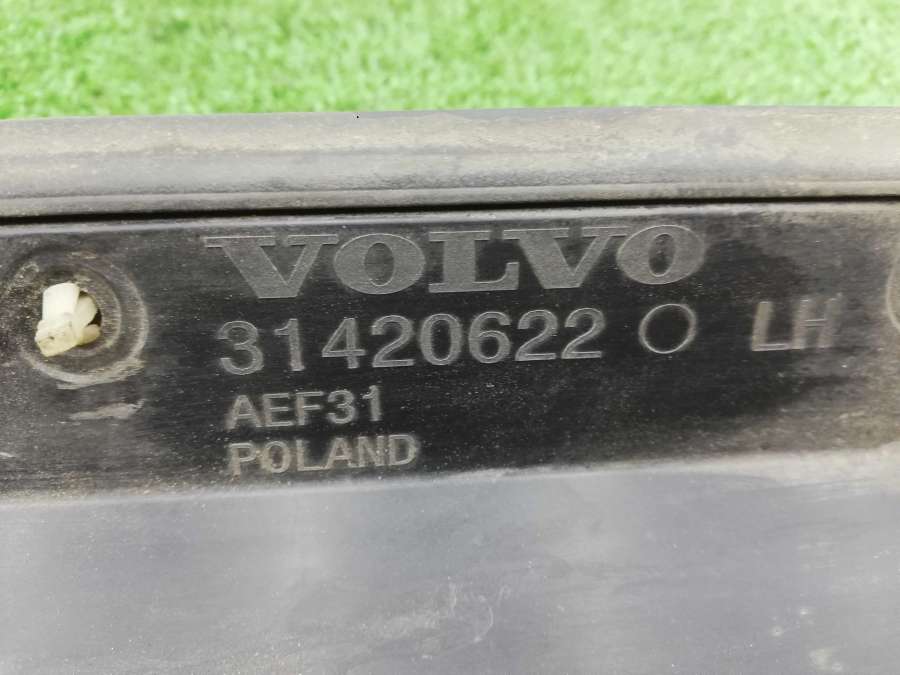 VOLVO
31420622 LH
AEF31
POLAND